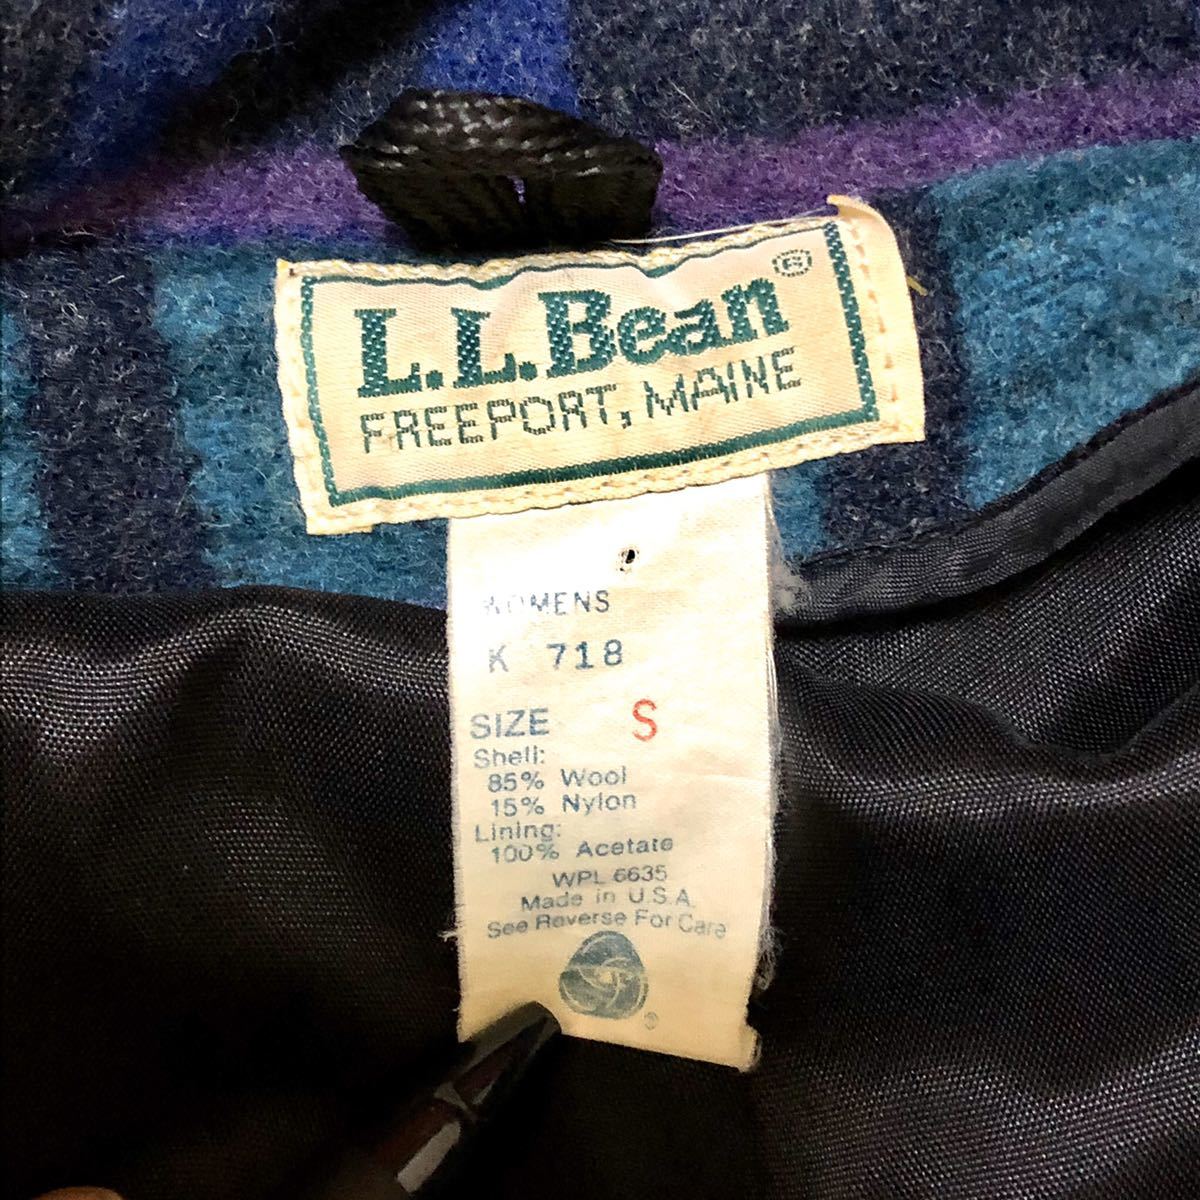 L.L.Bean®
FREEPORT, MAINE
WOMENS
K 718
SIZE S
Shell:
85% Wool
15% Nylon
Lining:
100% Acetate
WPL 6635
Made in U.S.A.
See Reverse For Care
®